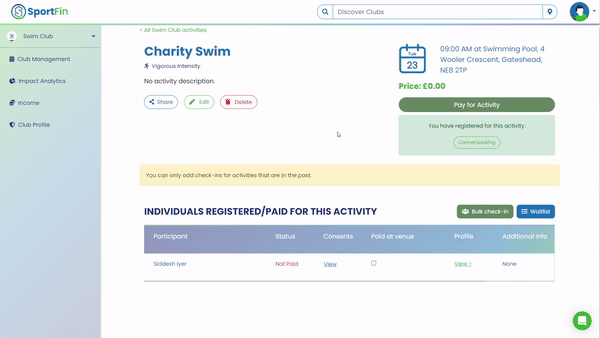 SportFin
Discover Clubs
Swim Club
Club Management
Impact Analytics
Income
Club Profile
< All Swim Club activities
Charity Swim
Vigorous Intensity
No activity description.
Share
Edit
Delete
Tue
23
09:00 AM at Swimming Pool, 4
Wooler Crescent, Gateshead,
NE8 2TP
Price: £0.00
Pay for Activity
You have registered for this activity.
Cancel booking
You can only add check-ins for activities that are in the past.
INDIVIDUALS REGISTERED/PAID FOR THIS ACTIVITY
Bulk check-in
Waitlist
Participant Status Consents Paid at venue Profile Additional Info
Siddesh Iyer Not Paid View View > None